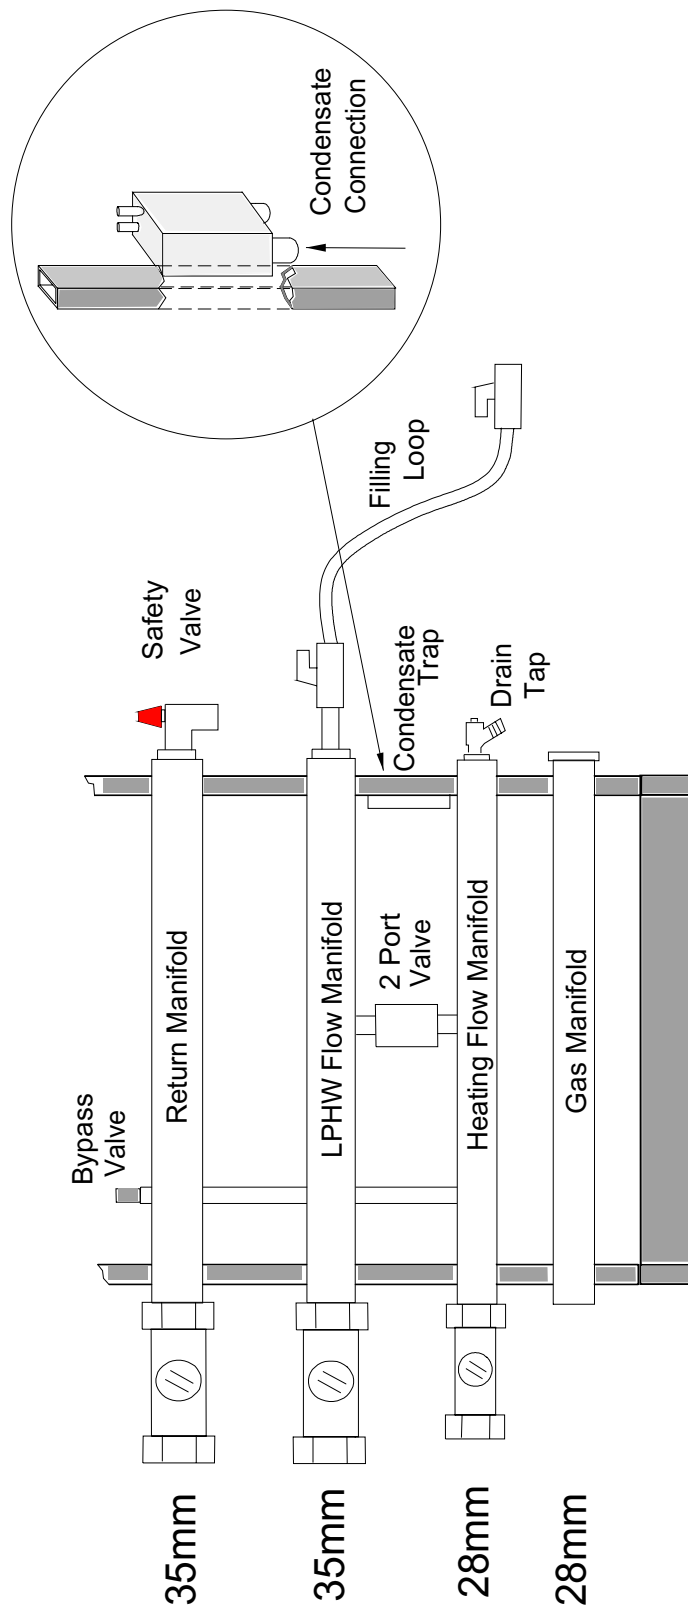 Condensate
Connection
Filling
Loop
Safety
Valve
Condensate
Trap
Drain
Tap
2 Port
Valve
Return Manifold
LPHW Flow Manifold
Heating Flow Manifold
Gas Manifold
Bypass
Valve
35mm
35mm
28mm
28mm